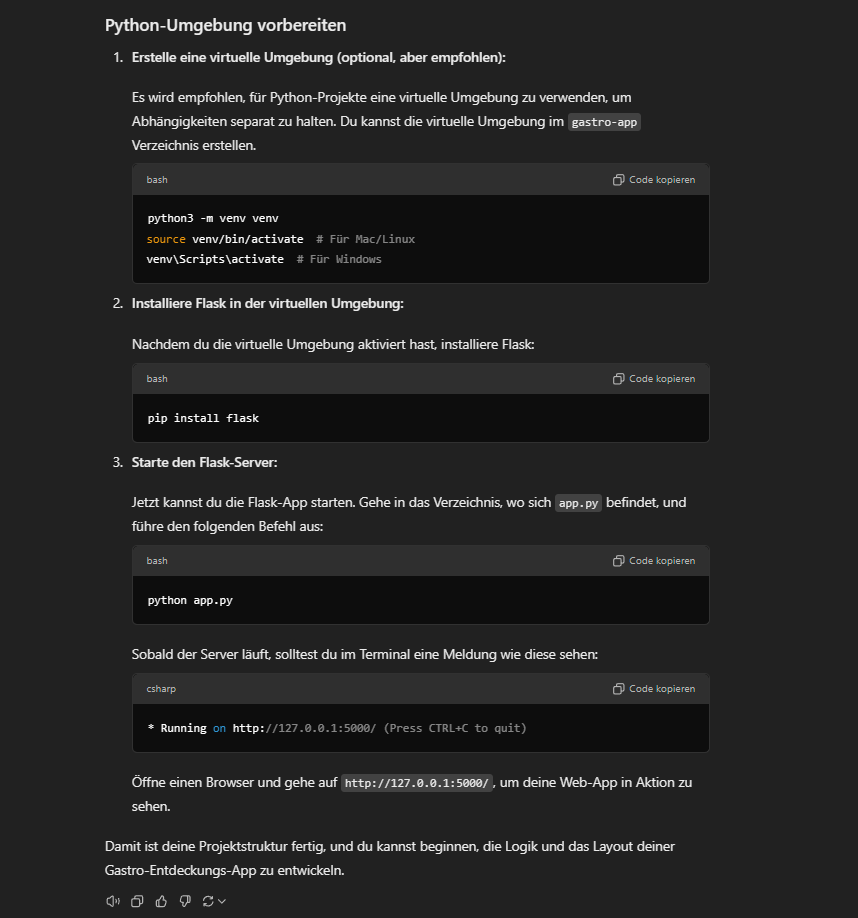 Python-Umgebung vorbereiten
1. Erstelle eine virtuelle Umgebung (optional, aber empfohlen):
Es wird empfohlen, für Python-Projekte eine virtuelle Umgebung zu verwenden, um
Abhängigkeiten separat zu halten. Du kannst die virtuelle Umgebung im gastro-app
Verzeichnis erstellen.
bash Code kopieren
python3 -m venv venv
source venv/bin/activate  # Für Mac/Linux
venv\Scripts\activate  # Für Windows
2. Installiere Flask in der virtuellen Umgebung:
Nachdem du die virtuelle Umgebung aktiviert hast, installiere Flask:
bash Code kopieren
pip install flask
3. Starte den Flask-Server:
Jetzt kannst du die Flask-App starten. Gehe in das Verzeichnis, wo sich app.py befindet, und
führe den folgenden Befehl aus:
bash Code kopieren
python app.py
Sobald der Server läuft, solltest du im Terminal eine Meldung wie diese sehen:
csharp Code kopieren
* Running on http://127.0.0.1:5000/ (Press CTRL+C to quit)
Öffne einen Browser und gehe auf http://127.0.0.1:5000/, um deine Web-App in Aktion zu
sehen.
Damit ist deine Projektstruktur fertig, und du kannst beginnen, die Logik und das Layout deiner
Gastro-Entdeckungs-App zu entwickeln.